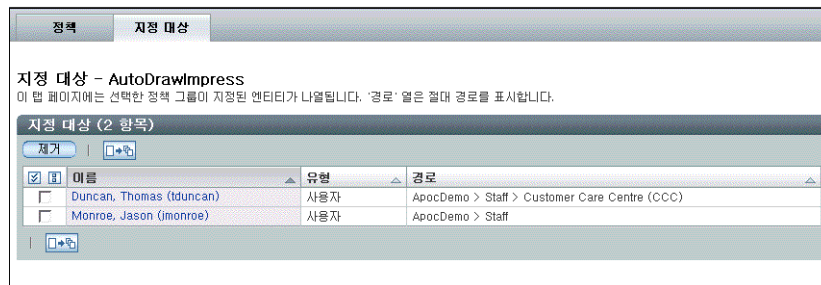 정책 지정 대상
지정 대상 - AutoDrawImpress
이 탭 페이지에는 선택한 정책 그룹이 지정된 엔티티가 나열됩니다. '경로' 열은 절대 경로를 표시합니다.
지정 대상 (2 항목)
제거
이름 유형 경로
Duncan, Thomas (tduncan) 사용자 ApocDemo > Staff > Customer Care Centre (CCC)
Monroe, Jason (jmonroe) 사용자 ApocDemo > Staff